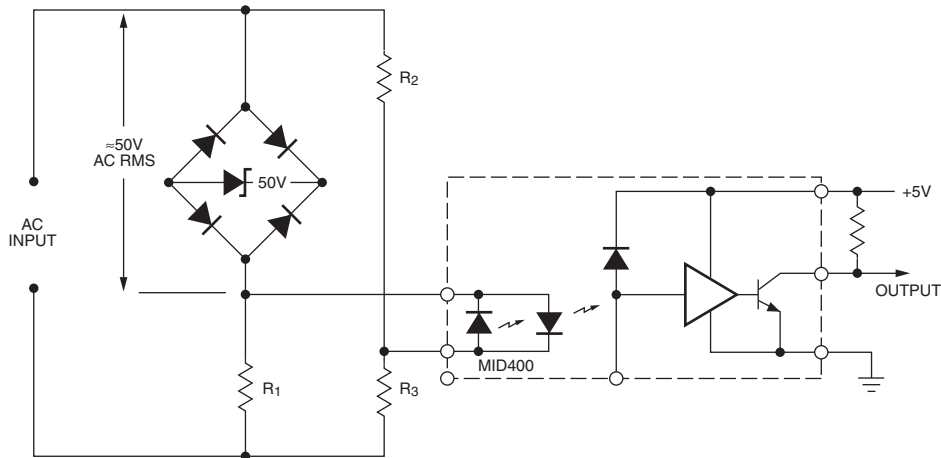 R2
≈50V
AC RMS
50V
AC
INPUT
+5V
OUTPUT
MID400
R1
R3